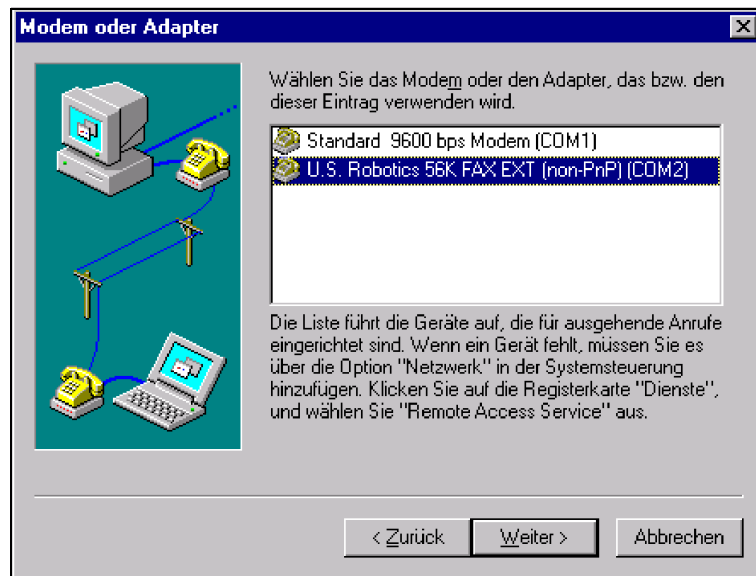 Modem oder Adapter
Wählen Sie das Modem oder den Adapter, das bzw. den
dieser Eintrag verwenden wird.
Standard 9600 bps Modem (COM1)
U.S. Robotics 56K FAX EXT (non-PnP) (COM2)
Die Liste führt die Geräte auf, die für ausgehende Anrufe
eingerichtet sind. Wenn ein Gerät fehlt, müssen Sie es
über die Option "Netzwerk" in der Systemsteuerung
hinzufügen. Klicken Sie auf die Registerkarte "Dienste",
und wählen Sie "Remote Access Service" aus.
< Zurück
Weiter >
Abbrechen